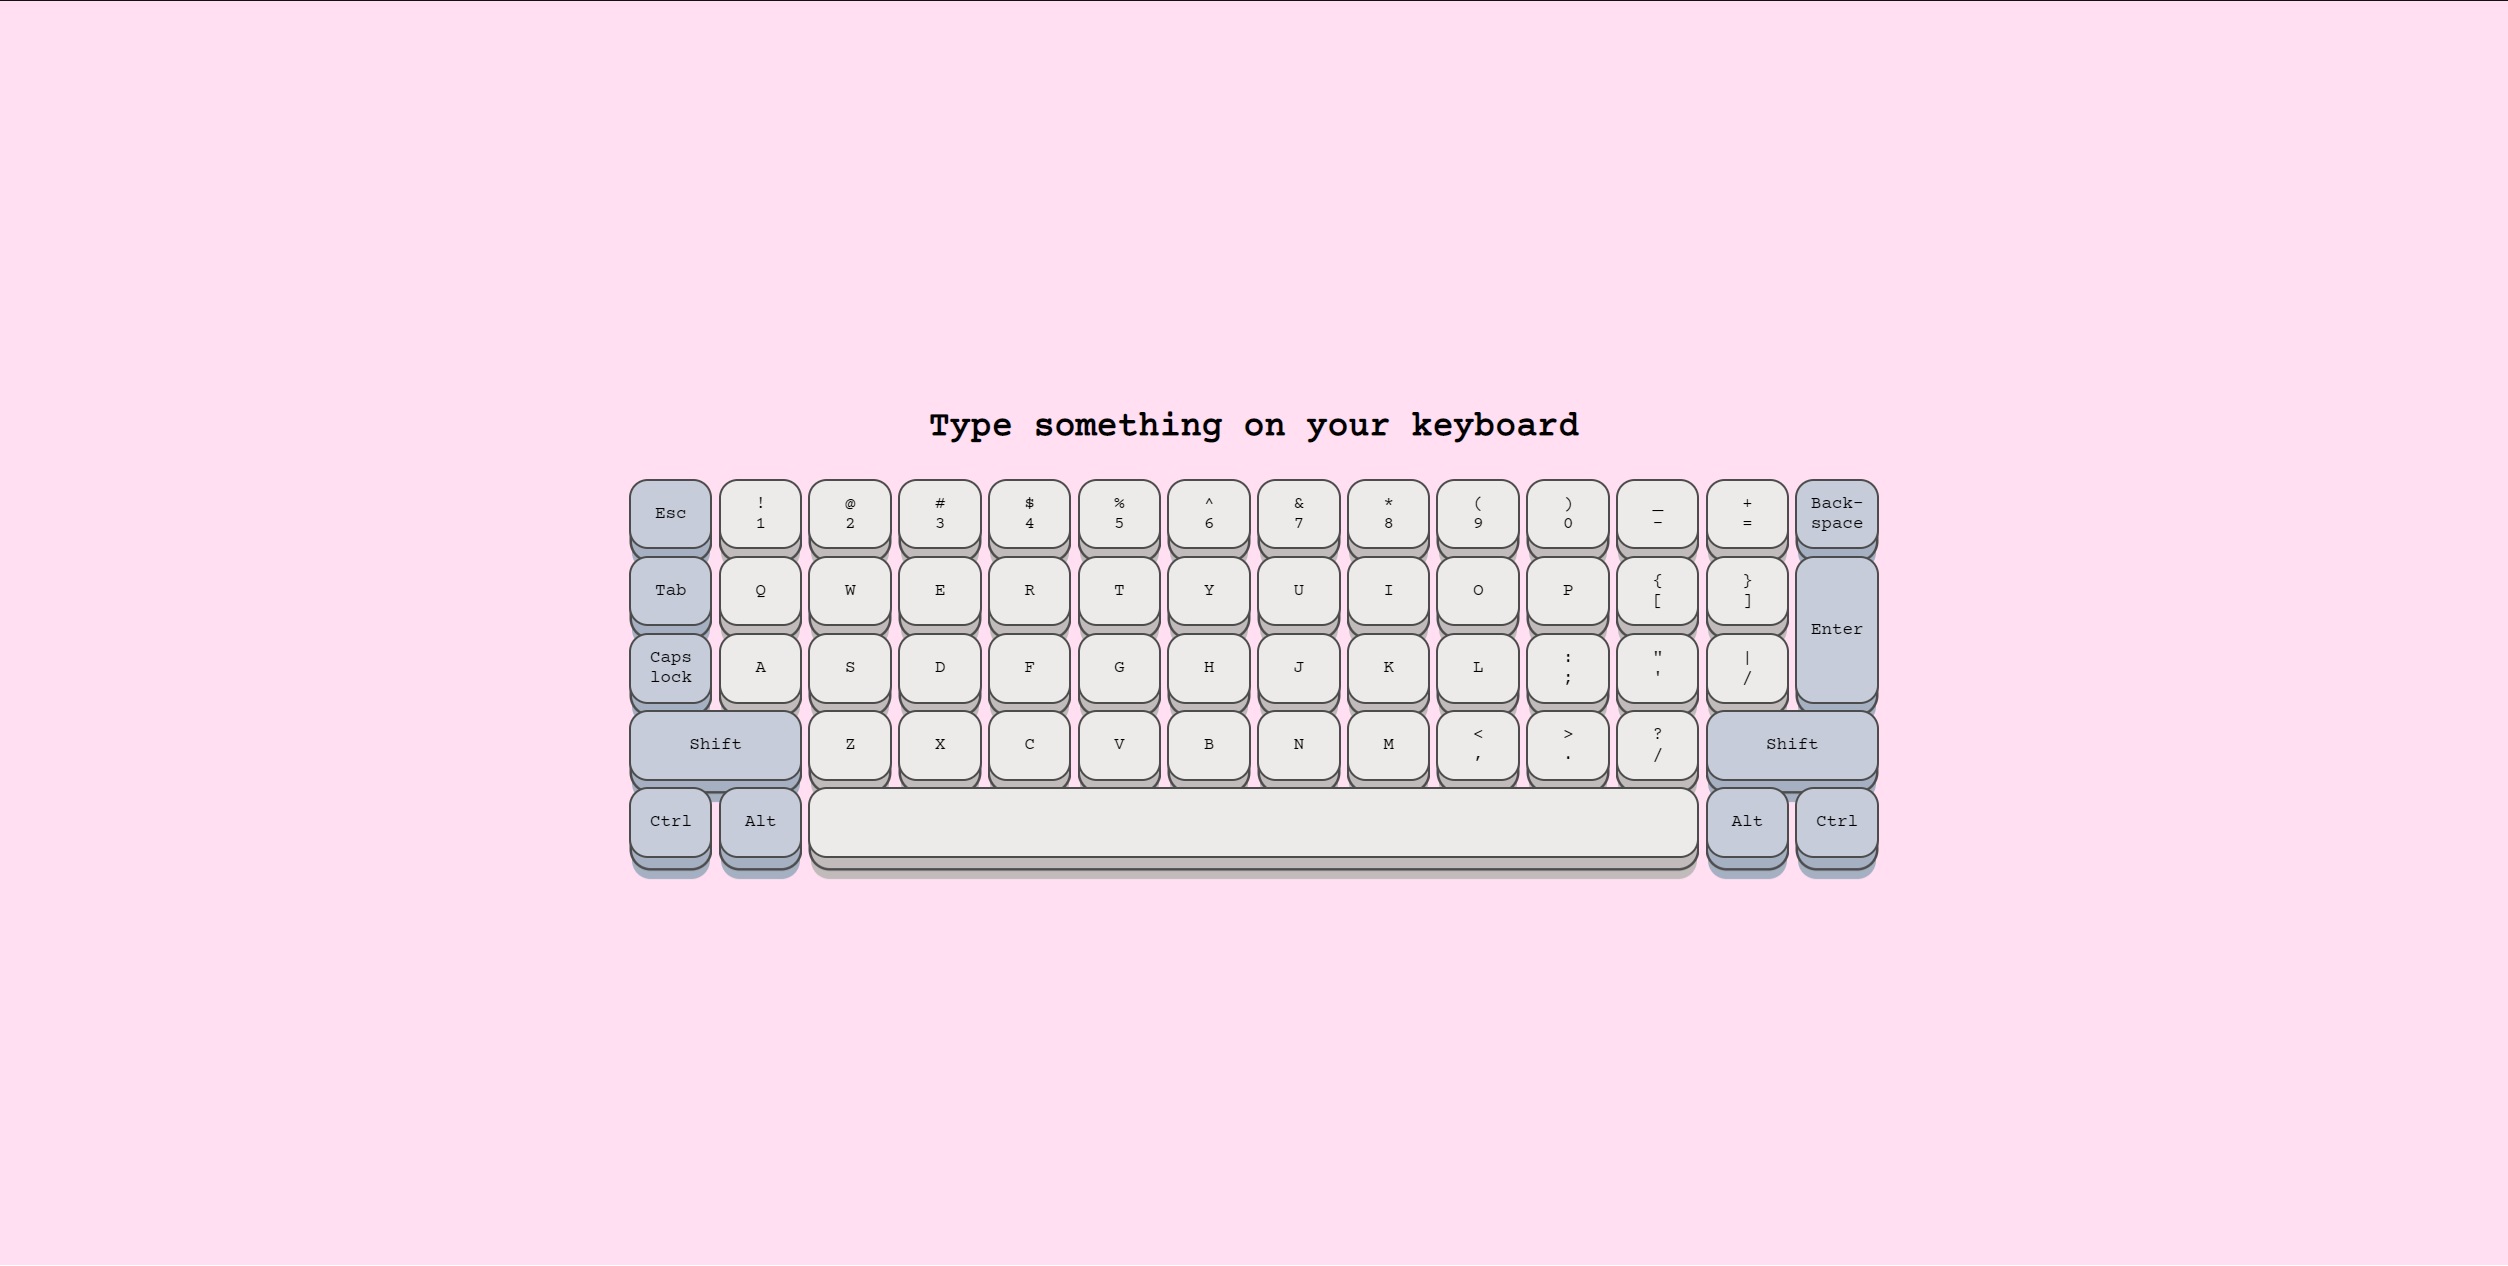 Type something on your keyboard
Esc ! @ # $ % ^ & * ( ) _ + Back-
1 2 3 4 5 6 7 8 9 0 - = space
Tab Q W E R T Y U I O P { }
[ ]
Enter
Caps A S D F G H J K L : " |
lock ; ' /
Shift Z X C V B N M < > ? Shift
, . /
Ctrl Alt Alt Ctrl